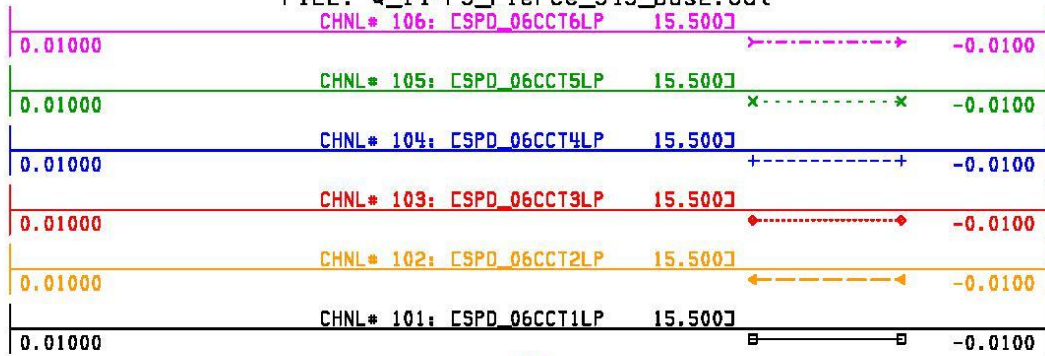 CHNL# 106: [SPD_06CCT6LP 15.500]
0.01000 -0.0100
CHNL# 105: [SPD_06CCT5LP 15.500]
0.01000 -0.0100
CHNL# 104: [SPD_06CCT4LP 15.500]
0.01000 -0.0100
CHNL# 103: [SPD_06CCT3LP 15.500]
0.01000 -0.0100
CHNL# 102: [SPD_06CCT2LP 15.500]
0.01000 -0.0100
CHNL# 101: [SPD_06CCT1LP 15.500]
0.01000 -0.0100